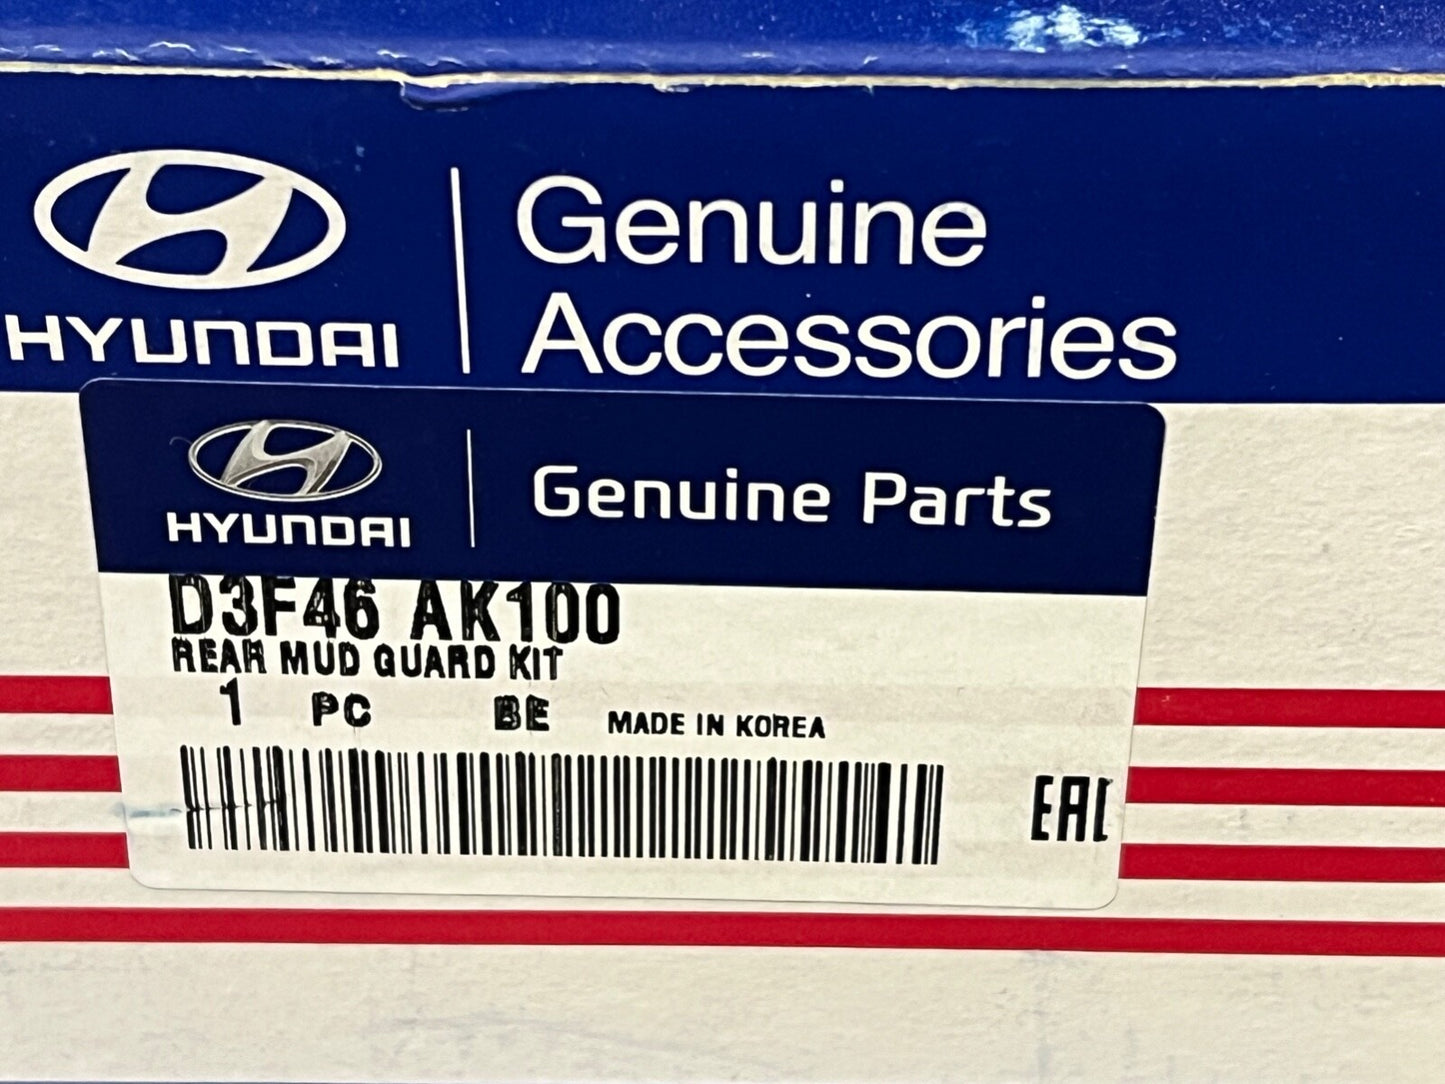 HYUNDAI
Genuine
Accessories
HYUNDAI
Genuine Parts
D3F46 AK100
REAR MUD GUARD KIT
1 PC BE MADE IN KOREA
EAC